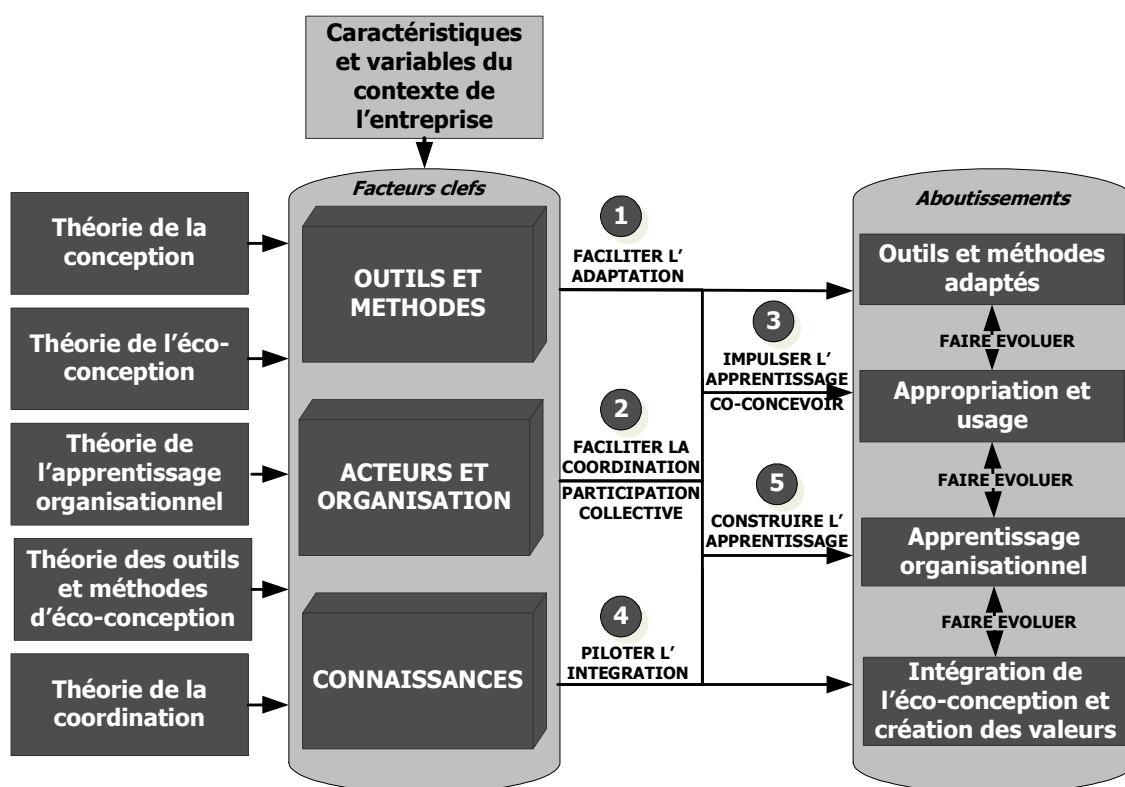 Caractéristiques
et variables du
contexte de
l’entreprise
Facteurs clefs
Aboutissements
Théorie de la
conception
Théorie de l’éco-
conception
Théorie de
l’apprentissage
organisationnel
Théorie des outils
et méthodes
d’éco-conception
Théorie de la
coordination
OUTILS ET
METHODES
ACTEURS ET
ORGANISATION
CONNAISSANCES
1
FACILITER L’
ADAPTATION
2
FACILITER LA
COORDINATION
PARTICIPATION
COLLECTIVE
3
IMPULSER L’
APPRENTISSAGE
CO-CONCEVOIR
4
PILOTER L’
INTEGRATION
5
CONSTRUIRE L’
APPRENTISSAGE
Outils et méthodes
adaptés
FAIRE EVOLUER
Appropriation et
usage
FAIRE EVOLUER
Apprentissage
organisationnel
FAIRE EVOLUER
Intégration de
l’éco-conception et
création des valeurs